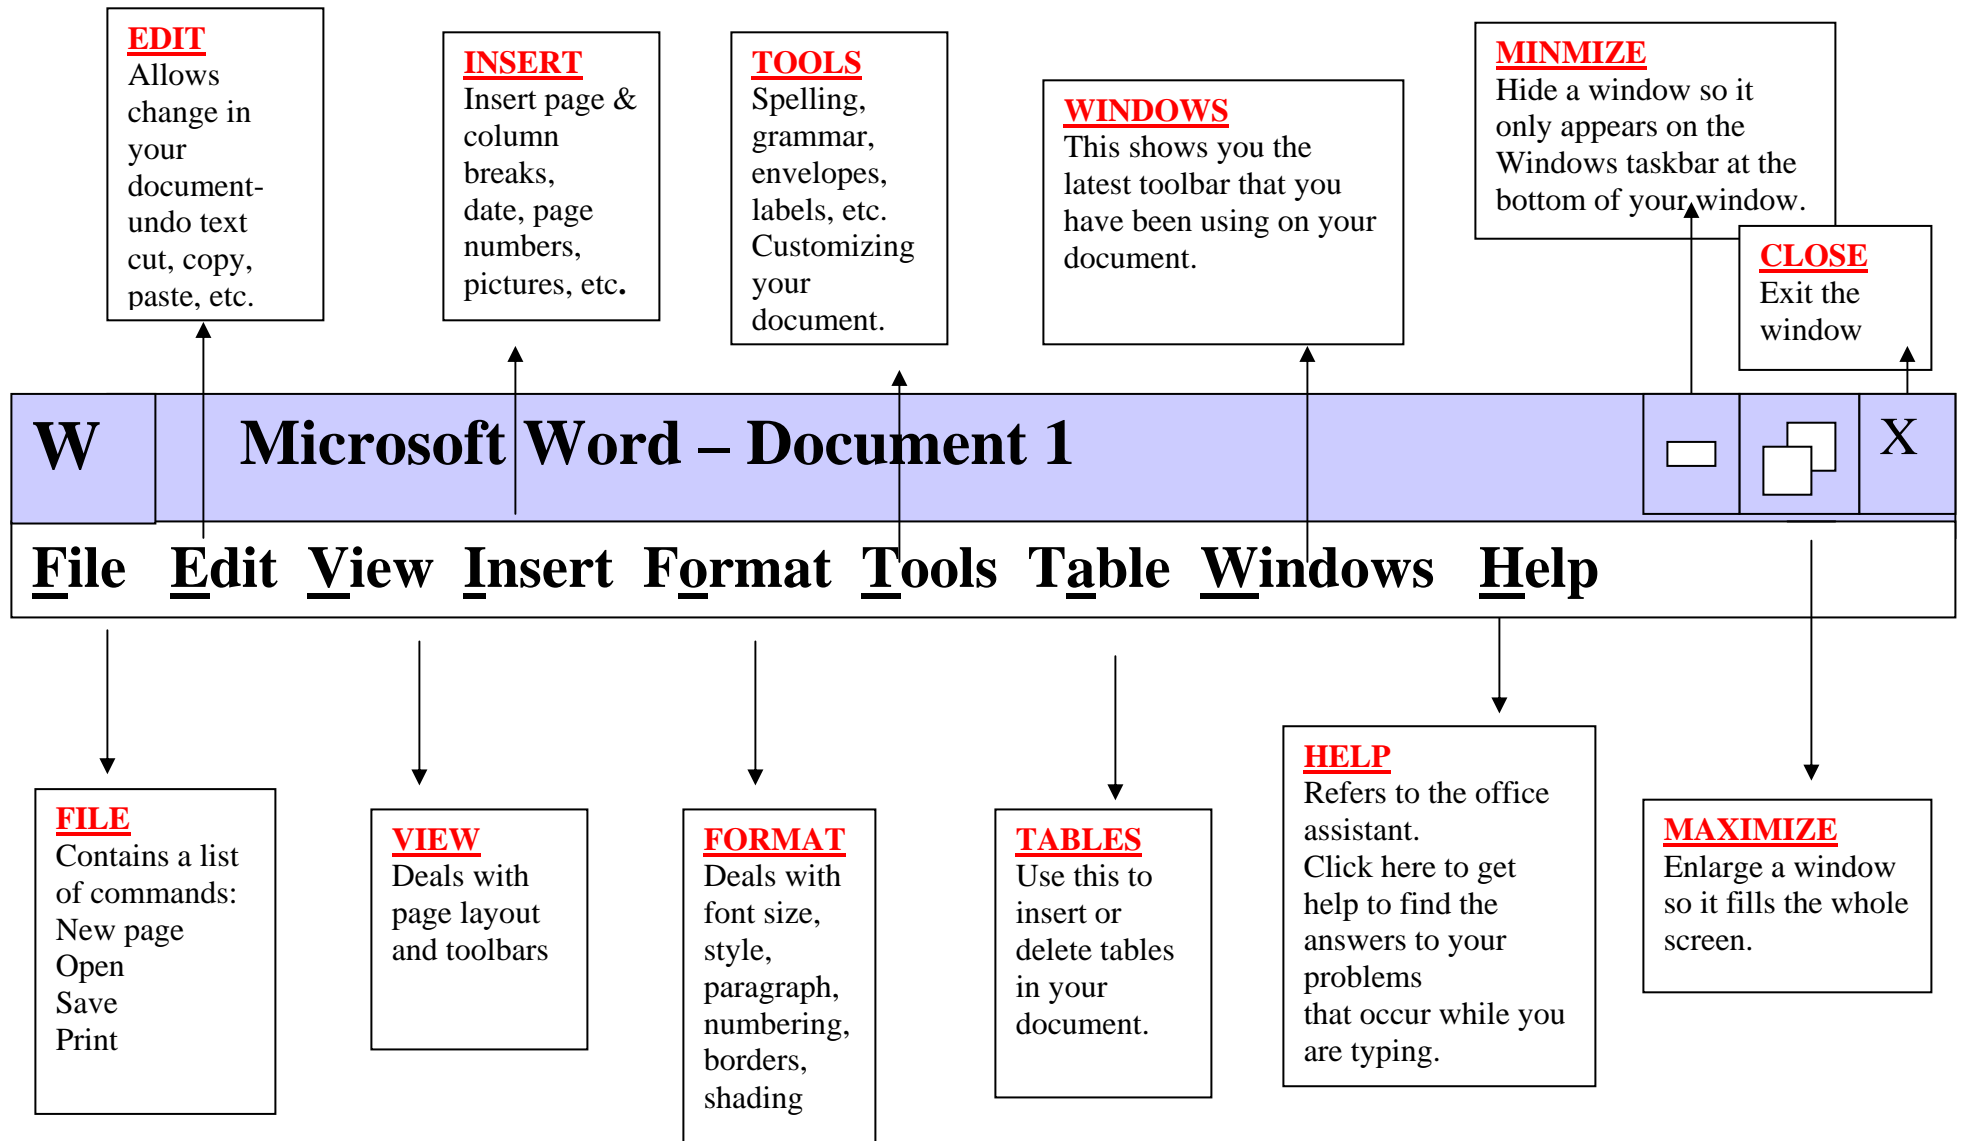 EDIT
Allows
change in
your
document-
undo text
cut, copy,
paste, etc.
INSERT
Insert page &
column
breaks,
date, page
numbers,
pictures, etc.
TOOLS
Spelling,
grammar,
envelopes,
labels, etc.
Customizing
your
document.
WINDOWS
This shows you the
latest toolbar that you
have been using on your
document.
MINMIZE
Hide a window so it
only appears on the
Windows taskbar at the
bottom of your window.
CLOSE
Exit the
window
W Microsoft Word – Document 1 X
File Edit View Insert Format Tools Table Windows Help
FILE
Contains a list
of commands:
New page
Open
Save
Print
VIEW
Deals with
page layout
and toolbars
FORMAT
Deals with
font size,
style,
paragraph,
numbering,
borders,
shading
TABLES
Use this to
insert or
delete tables
in your
document.
HELP
Refers to the office
assistant.
Click here to get
help to find the
answers to your
problems
that occur while you
are typing.
MAXIMIZE
Enlarge a window
so it fills the whole
screen.